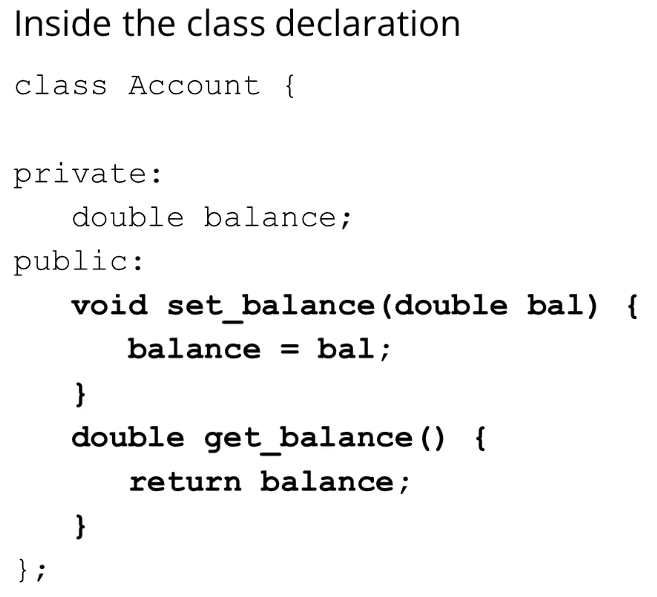 Inside the class declaration
class Account {
private:
double balance;
public:
void set_balance(double bal) {
balance = bal;
}
double get_balance() {
return balance;
}
};